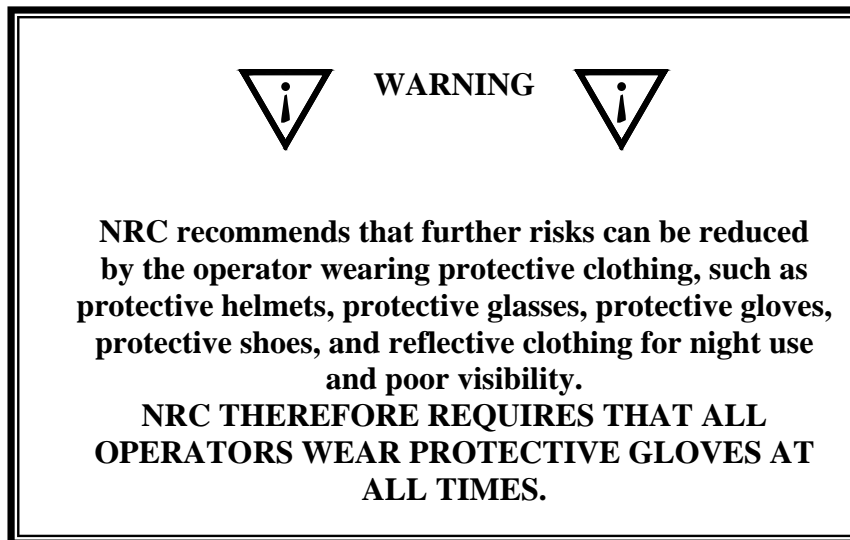 WARNING
NRC recommends that further risks can be reduced
by the operator wearing protective clothing, such as
protective helmets, protective glasses, protective gloves,
protective shoes, and reflective clothing for night use
and poor visibility.
NRC THEREFORE REQUIRES THAT ALL
OPERATORS WEAR PROTECTIVE GLOVES AT
ALL TIMES.